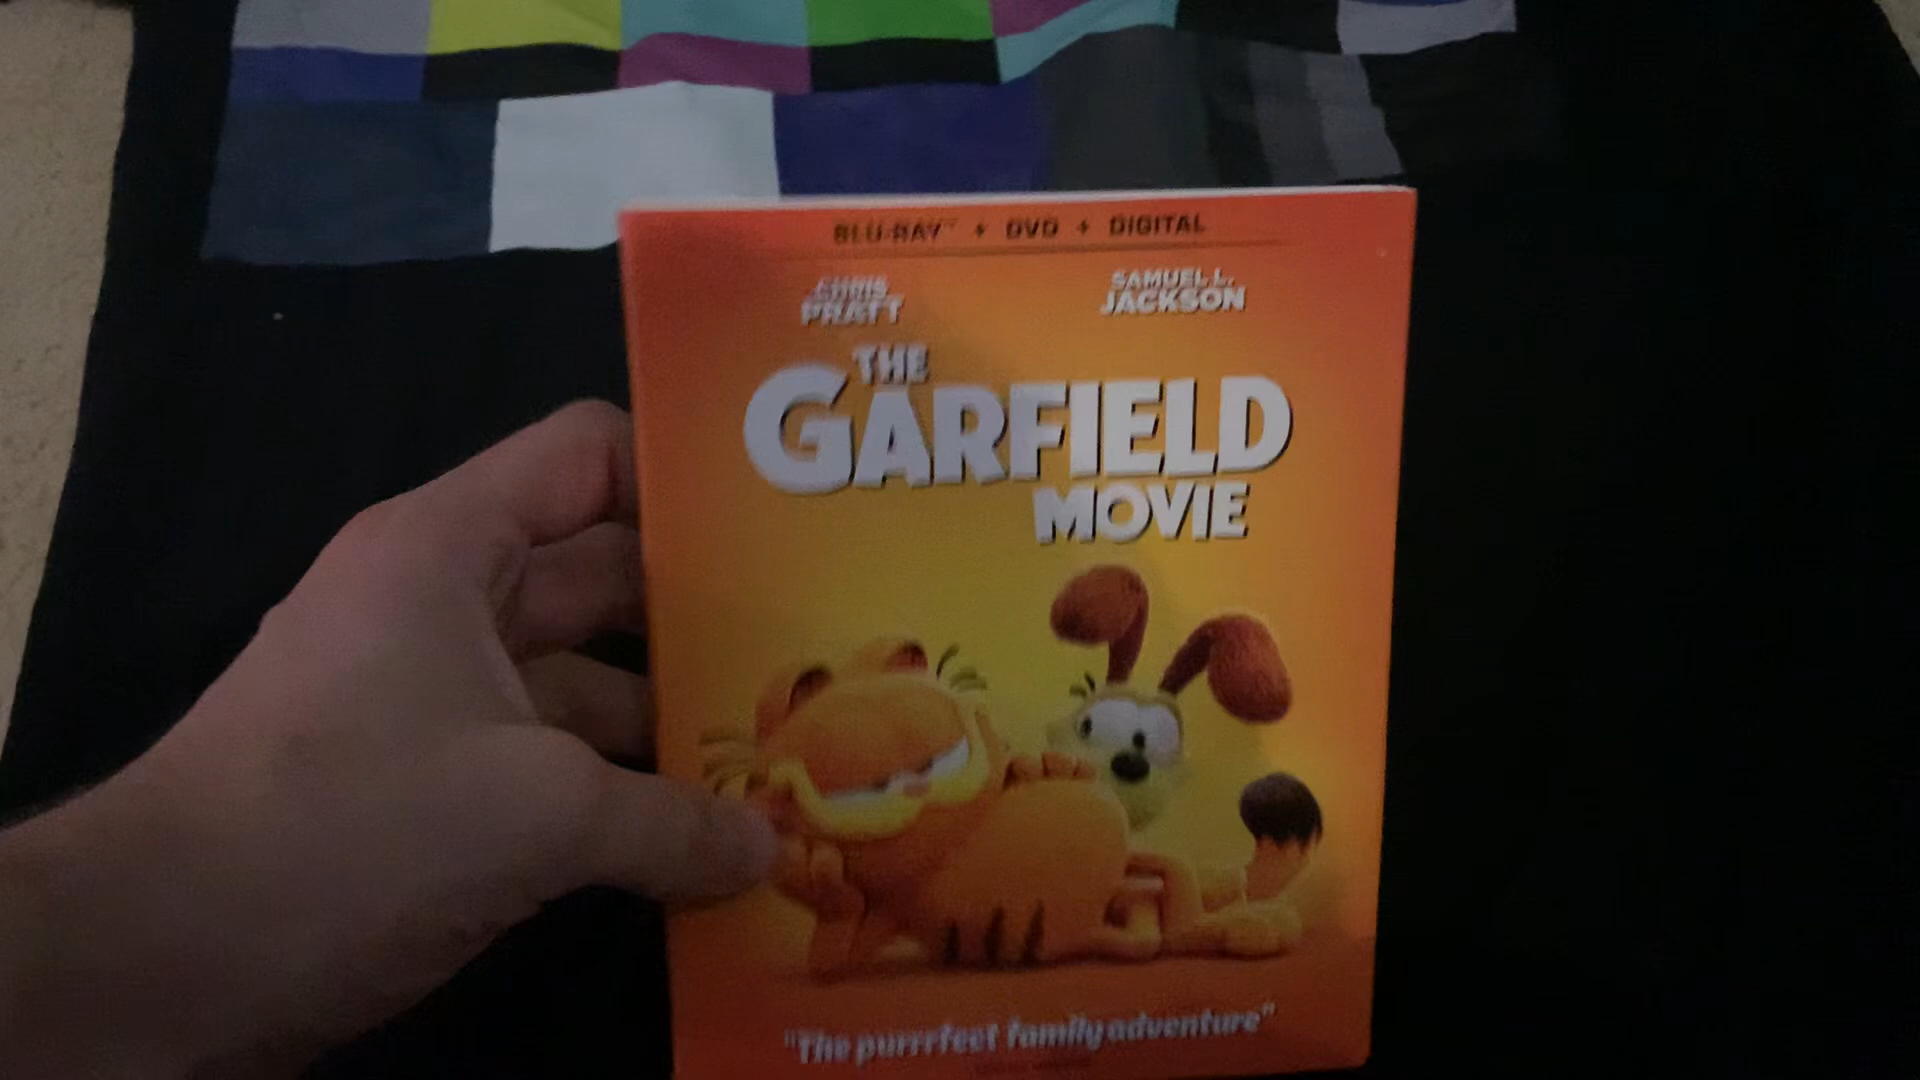 BLU-RAY™ + DVD + DIGITAL
CHRIS PRATT
SAMUEL L. JACKSON
THE
GARFIELD
MOVIE
"The purrrfect family adventure"